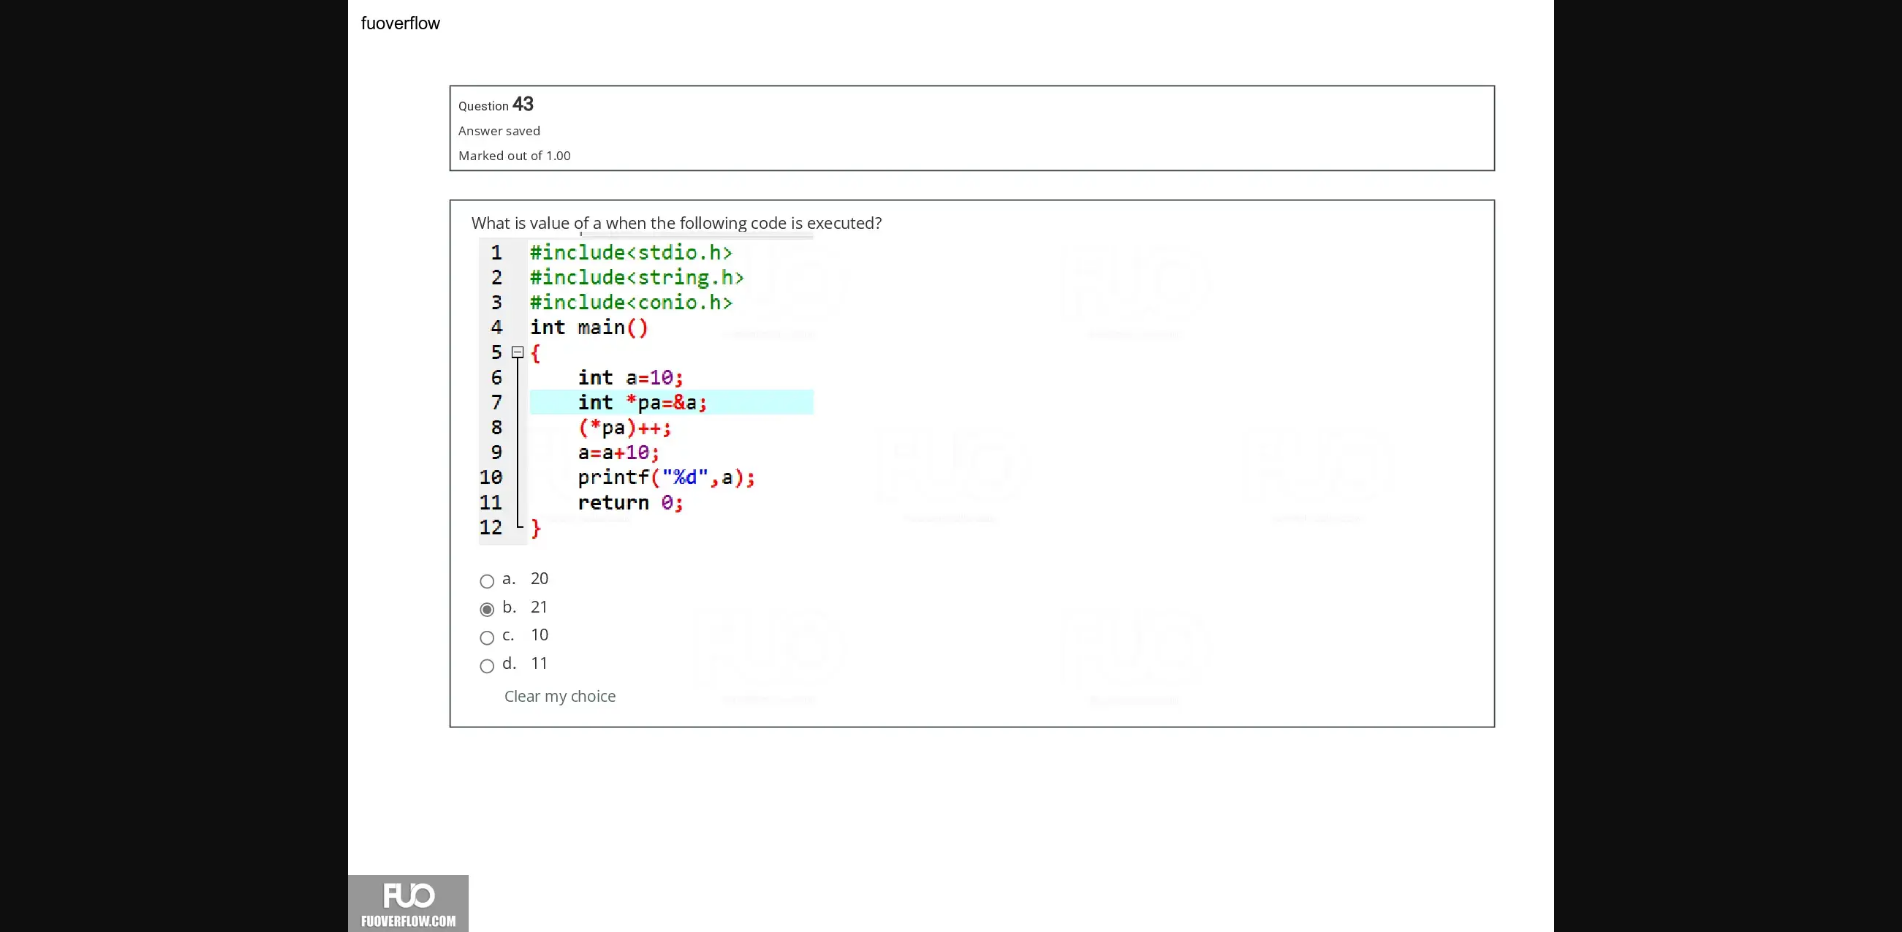 fuoverflow
Question 43
Answer saved
Marked out of 1.00
What is value of a when the following code is executed?
1 #include<stdio.h>
2 #include<string.h>
3 #include<conio.h>
4 int main()
5 {
6 int a=10;
7 int *pa=&a;
8 (*pa)++;
9 a=a+10;
10 printf("%d",a);
11 return 0;
12 }
a. 20
b. 21
c. 10
d. 11
Clear my choice
FUO
FUOVERFLOW.COM